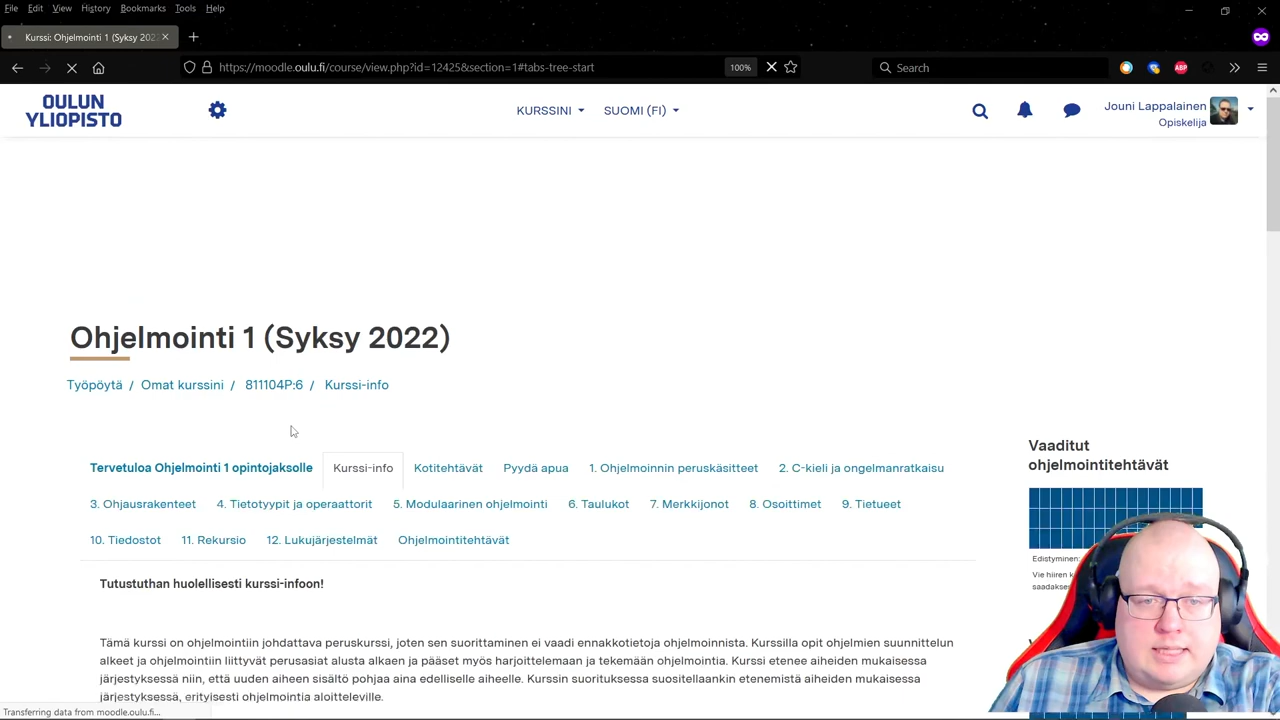 File Edit View History Bookmarks Tools Help
Kurssi: Ohjelmointi 1 (Syksy 202
https://moodle.oulu.fi/course/view.php?id=12425&section=1#tabs-tree-start 100% Search
OULUN YLIOPISTO
KURSSINI SUOMI (FI)
Jouni Lappalainen
Opiskelija
Ohjelmointi 1 (Syksy 2022)
Työpöytä / Omat kurssini / 811104P:6 / Kurssi-info
Tervetuloa Ohjelmointi 1 opintojaksolle Kurssi-info Kotitehtävät Pyydä apua 1. Ohjelmoinnin peruskäsitteet 2. C-kieli ja ongelmanratkaisu
3. Ohjausrakenteet 4. Tietotyypit ja operaattorit 5. Modulaarinen ohjelmointi 6. Taulukot 7. Merkkijonot 8. Osoittimet 9. Tietueet
10. Tiedostot 11. Rekursio 12. Lukujärjestelmät Ohjelmointitehtävät
Tutustuthan huolellisesti kurssi-infoon!
Tämä kurssi on ohjelmointiin johdattava peruskurssi, joten sen suorittaminen ei vaadi ennakkotietoja ohjelmoinnista. Kurssilla opit ohjelmien suunnittelun
alkeet ja ohjelmointiin liittyvät perusasiat alusta alkaen ja pääset myös harjoittelemaan ja tekemään ohjelmointia. Kurssi etenee aiheiden mukaisessa
järjestyksessä niin, että uuden aiheen sisältö pohjaa aina edelliselle aiheelle. Kurssin suorituksessa suositellaankin etenemistä aiheiden mukaisessa
järjestyksessä, erityisesti ohjelmointia aloitteleville.
Vaaditut
ohjelmointitehtävät
Edistyminen:
Vie hiiren
saadakses
ABP
Transferring data from moodle.oulu.fi...